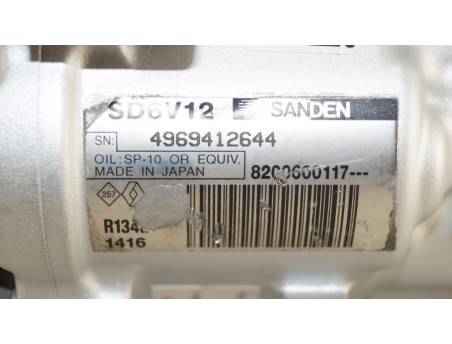 SD6V12 SANDEN
SN: 4969412644
OIL: SP-10 OR EQUIV.
MADE IN JAPAN 8200600117---
257
1416